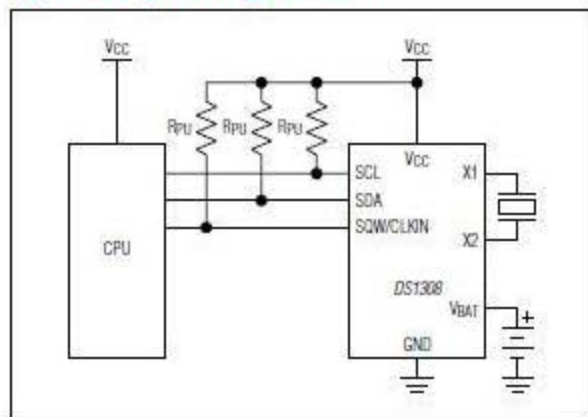 VCC
VCC
RPU
RPU
RPU
VCC
X1
SCL
SDA
SQW/CLKIN
X2
CPU
DS1308
VBAT
+
GND